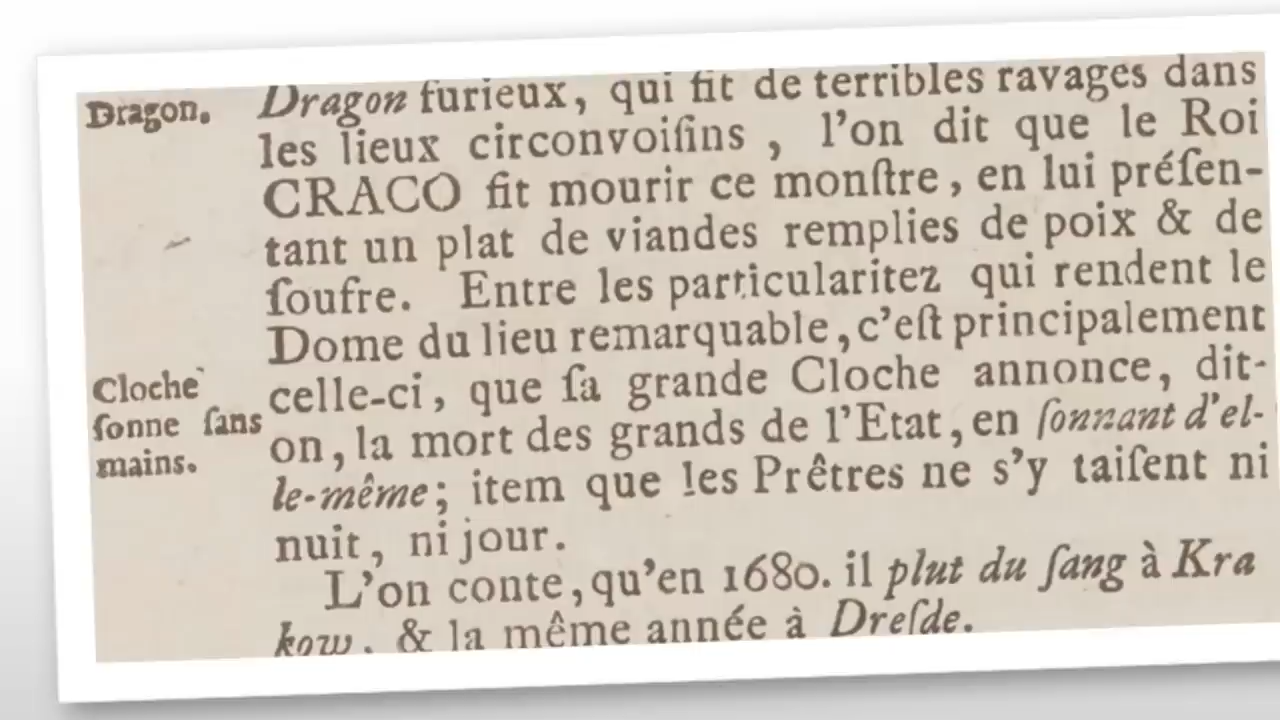 Dragon.
Dragon furieux, qui fit de terribles ravages dans
les lieux circonvoiſins , l'on dit que le Roi
CRACO fit mourir ce monſtre, en lui préſen-
tant un plat de viandes remplies de poix & de
ſoufre. Entre les particularitez qui rendent le
Dome du lieu remarquable, c'eſt principalement
Cloche
ſonne ſans
mains.
celle-ci, que ſa grande Cloche annonce, dit-
on, la mort des grands de l'Etat, en ſonnant d'el-
le-même; item que les Prêtres ne s'y taiſent ni
nuit, ni jour.
L'on conte, qu'en 1680. il plut du ſang à Kra
kow. & la même année à Dreſde.